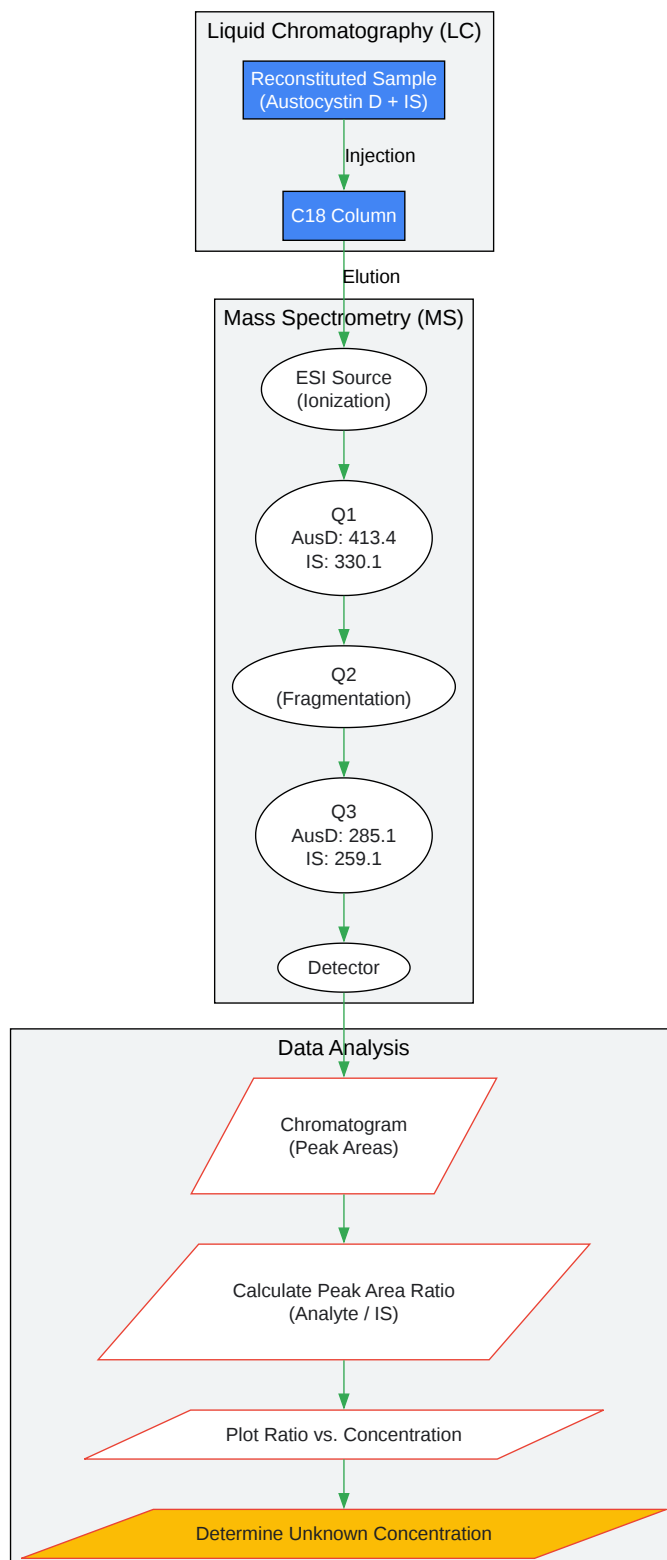 Liquid Chromatography (LC)
Reconstituted Sample
(Austocystin D + IS)
Injection
C18 Column
Elution
Mass Spectrometry (MS)
ESI Source
(Ionization)
Q1
AusD: 413.4
IS: 330.1
Q2
(Fragmentation)
Q3
AusD: 285.1
IS: 259.1
Detector
Data Analysis
Chromatogram
(Peak Areas)
Calculate Peak Area Ratio
(Analyte / IS)
Plot Ratio vs. Concentration
Determine Unknown Concentration